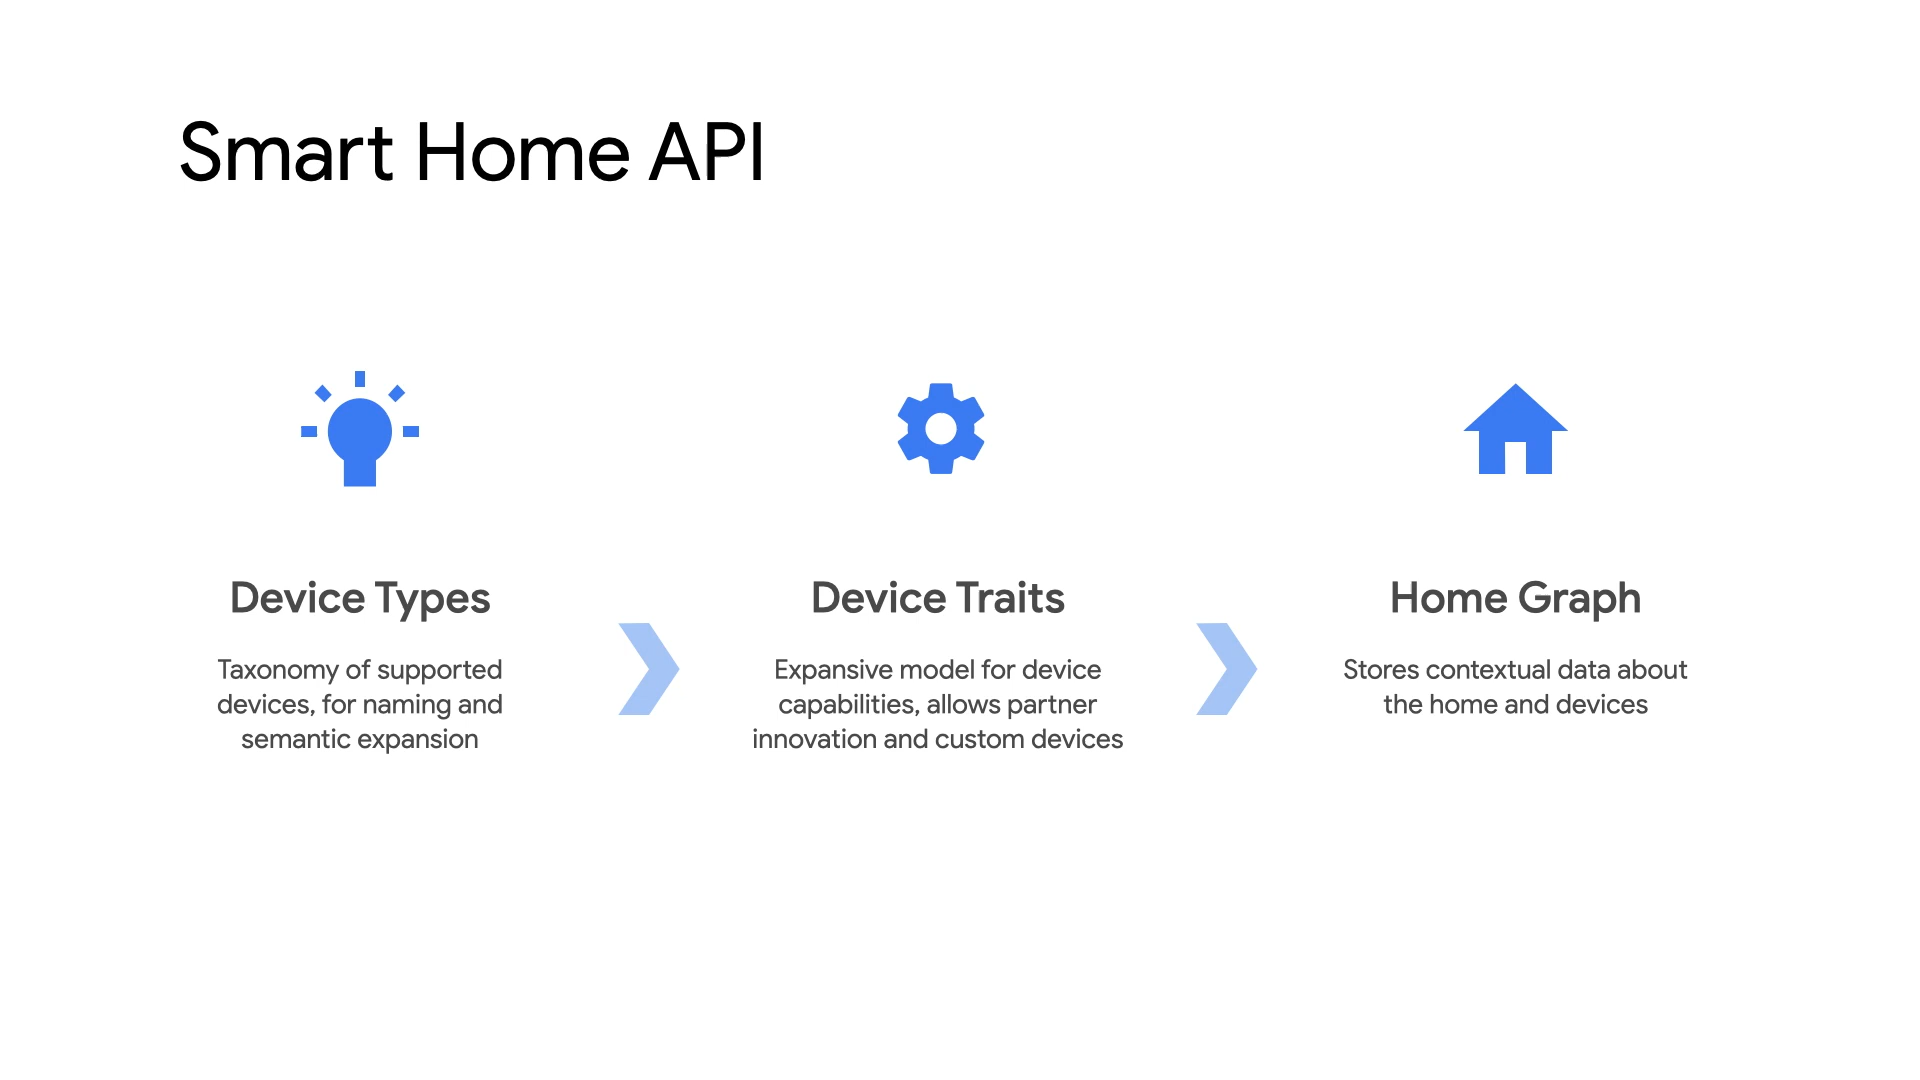 Smart Home API
Device Types
Taxonomy of supported
devices, for naming and
semantic expansion
Device Traits
Expansive model for device
capabilities, allows partner
innovation and custom devices
Home Graph
Stores contextual data about
the home and devices